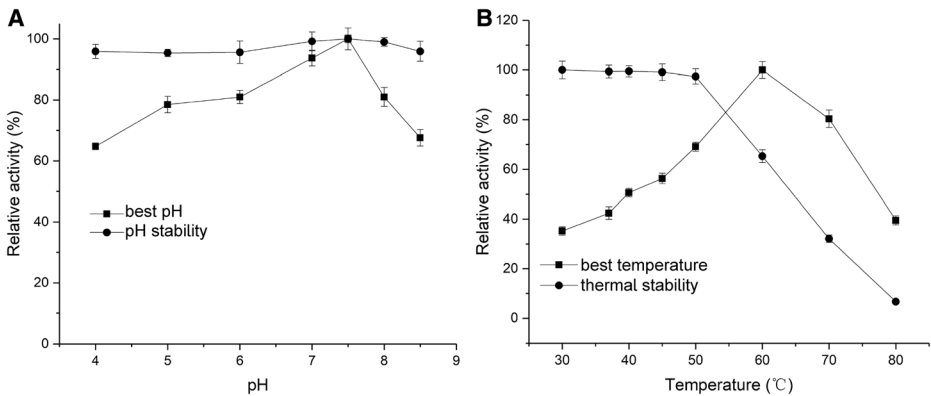 A
Relative activity (%)
100
80
60
40
20
0
best pH
pH stability
4 5 6 7 8 9
pH
B
Relative activity (%)
120
100
80
60
40
20
0
best temperature
thermal stability
30 40 50 60 70 80
Temperature (℃)